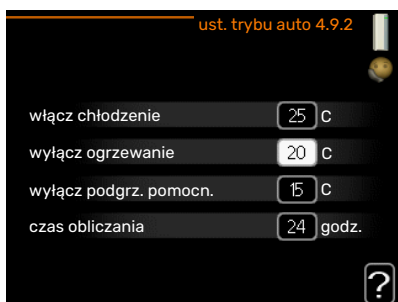 ust. trybu auto 4.9.2
włącz chłodzenie 25 C
wyłącz ogrzewanie 20 C
wyłącz podgrz. pomocn. 15 C
czas obliczania 24 godz.
?